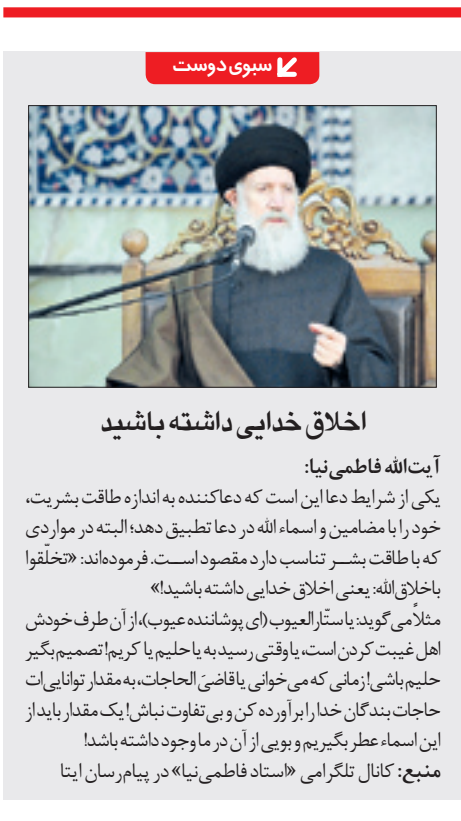 سبوی دوست
اخلاق خدایی داشته باشید
آیت‌الله فاطمی‌نیا:
یکی از شرایط دعا این است که دعاکننده به اندازه طاقت بشریت،
خود را با مضامین و اسماء الله در دعا تطبیق دهد؛ البته در مواردی
که با طاقت بشر تناسب دارد مقصود است. فرموده‌اند: «تخلّقوا
باخلاق‌الله: یعنی اخلاق خدایی داشته باشید!»
مثلاً می‌گوید: یا ستّارالعیوب (ای پوشاننده عیوب)، از آن طرف خودش
اهل غیبت کردن است، یا وقتی رسید به یا حلیم یا کریم! تصمیم بگیر
حلیم باشی! زمانی که می‌خوانی یا قاضیَ الحاجات، به مقدار توانایی‌ات
حاجات بندگان خدا را برآورده کن و بی‌تفاوت نباش! یک مقدار باید از
این اسماء عطر بگیریم و بویی از آن در ما وجود داشته باشد!
منبع: کانال تلگرامی «استاد فاطمی‌نیا» در پیام‌رسان ایتا